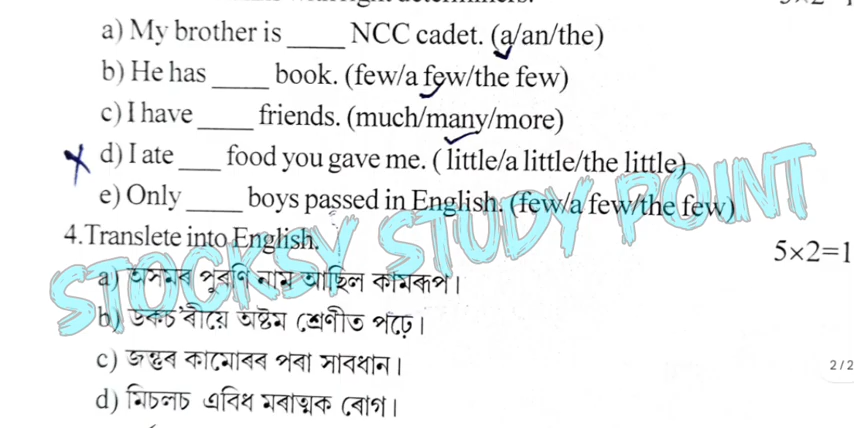 a) My brother is _____ NCC cadet. (a/an/the)
b) He has _____ book. (few/a few/the few)
c) I have _____ friends. (much/many/more)
d) I ate ____ food you gave me. ( little/a little/the little)
e) Only _____ boys passed in English. (few/a few/the few)
4.Translete into English.
5×2=1
a) অসমৰ পুৰণি নাম আছিল কামৰূপ।
b) ডকচ'ৰীয়ে অষ্টম শ্ৰেণীত পঢ়ে।
c) জন্তুৰ কামোৰৰ পৰা সাৱধান।
2/2
d) মিচলচ এবিধ মৰাত্মক ৰোগ।
STOCKSY STUDY POINT